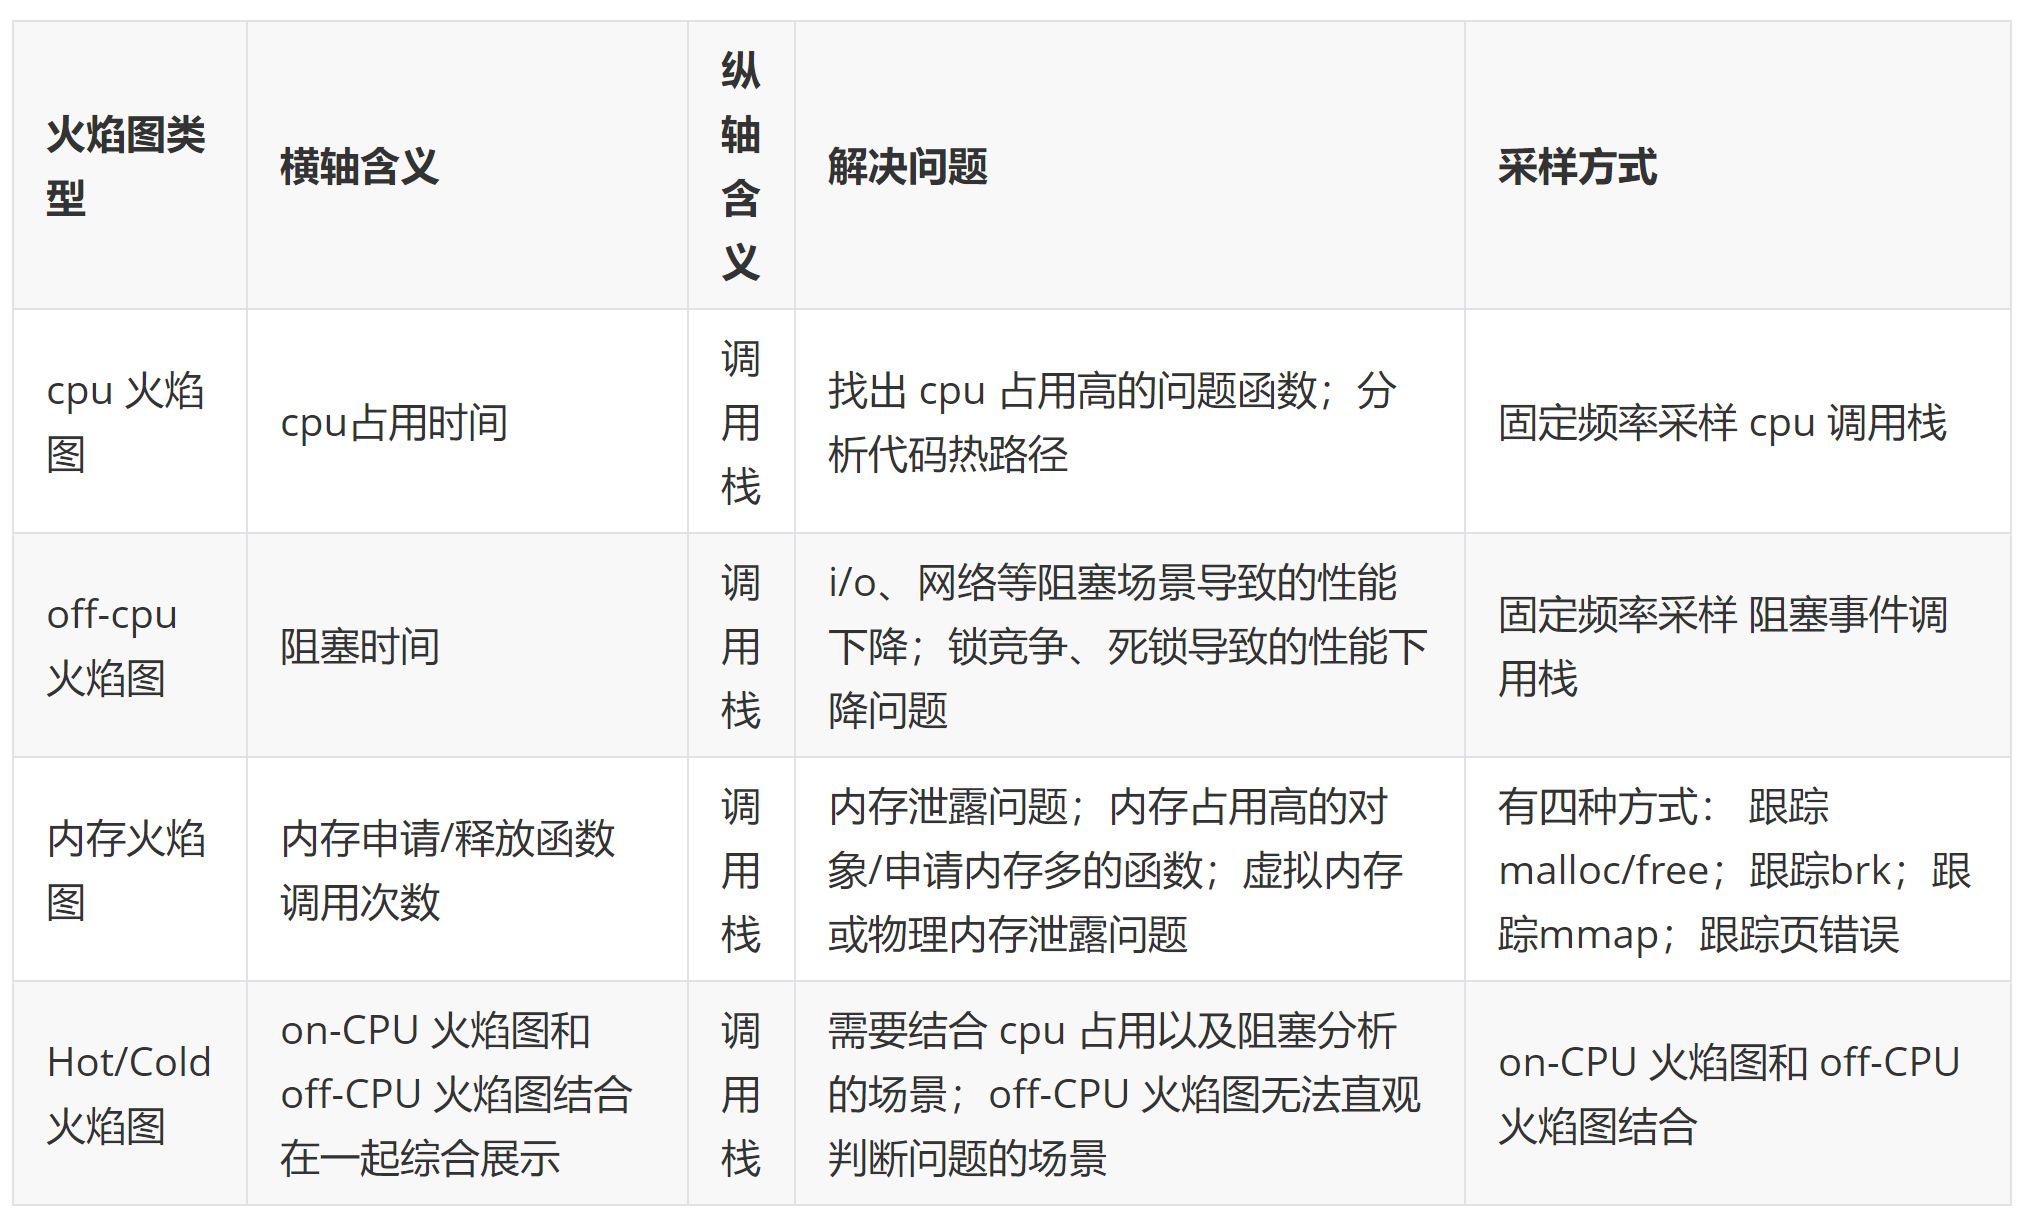 火焰图类
型
横轴含义
纵
轴
含
义
解决问题
采样方式
cpu 火焰
图
cpu占用时间
调
用
栈
找出 cpu 占用高的问题函数；分
析代码热路径
固定频率采样 cpu 调用栈
off-cpu
火焰图
阻塞时间
调
用
栈
i/o、网络等阻塞场景导致的性能
下降；锁竞争、死锁导致的性能下
降问题
固定频率采样 阻塞事件调
用栈
内存火焰
图
内存申请/释放函数
调用次数
调
用
栈
内存泄露问题；内存占用高的对
象/申请内存多的函数；虚拟内存
或物理内存泄露问题
有四种方式： 跟踪
malloc/free；跟踪brk；跟
踪mmap；跟踪页错误
Hot/Cold
火焰图
on-CPU 火焰图和
off-CPU 火焰图结合
在一起综合展示
调
用
栈
需要结合 cpu 占用以及阻塞分析
的场景；off-CPU 火焰图无法直观
判断问题的场景
on-CPU 火焰图和 off-CPU
火焰图结合